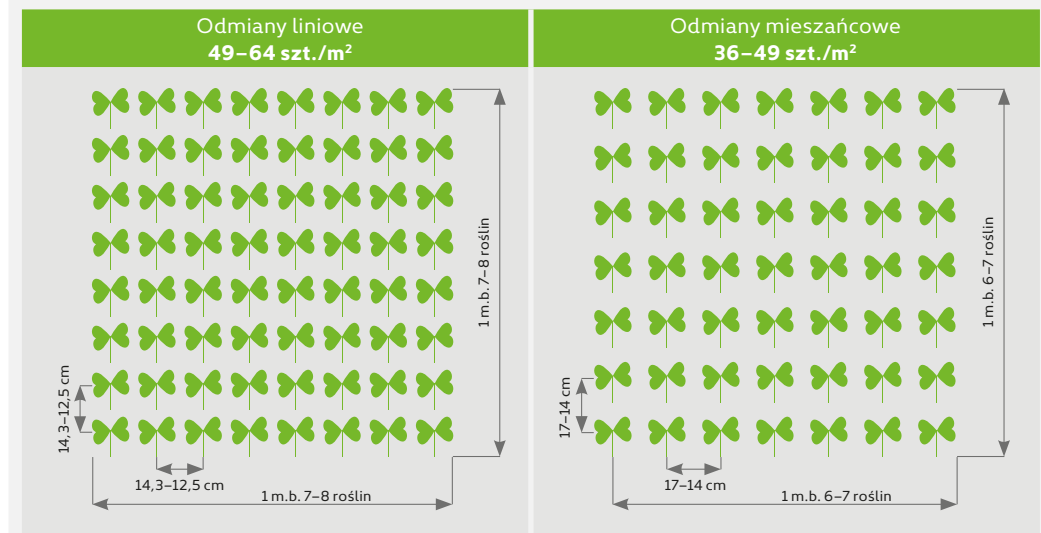 Odmiany liniowe
49–64 szt./m²
1 m.b. 7–8 roślin
14,3–12,5 cm
14,3–12,5 cm
1 m.b. 7–8 roślin
Odmiany mieszańcowe
36–49 szt./m²
1 m.b. 6–7 roślin
17–14 cm
17–14 cm
1 m.b. 6–7 roślin